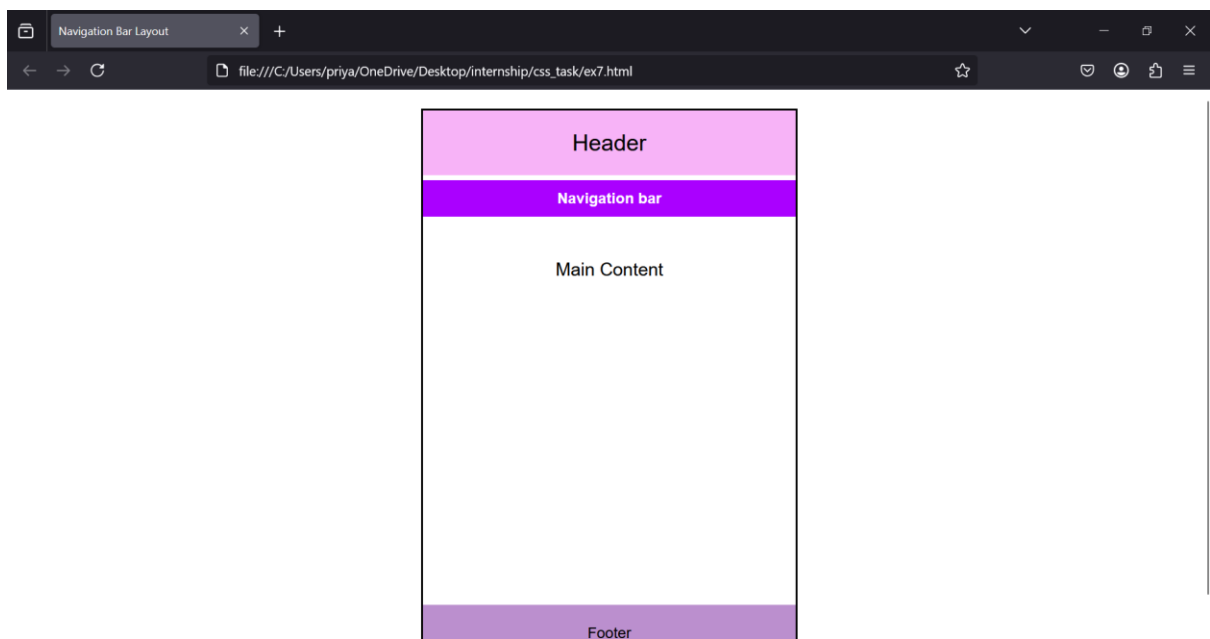 Navigation Bar Layout
file:///C:/Users/priya/OneDrive/Desktop/internship/css_task/ex7.html
Header
Navigation bar
Main Content
Footer